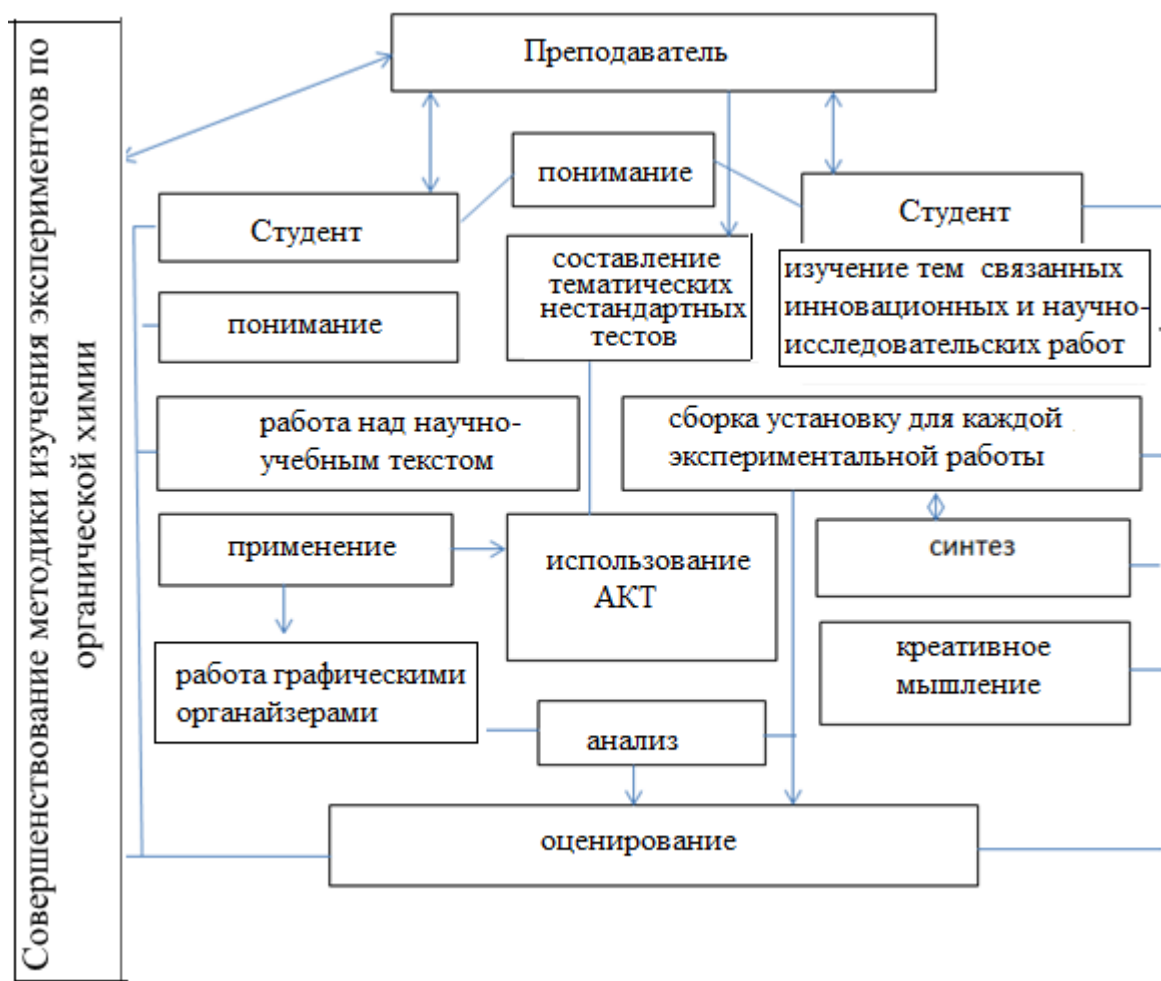 Совершенствование методики изучения экспериментов по
органической химии
Преподаватель
понимание
Студент
Студент
составление
тематических
нестандартных
тестов
изучение тем связанных
инновационных и научно-
исследовательских работ
понимание
работа над научно-
учебным текстом
сборка установку для каждой
экспериментальной работы
применение
использование
АКТ
синтез
работа графическими
органайзерами
креативное
мышление
анализ
оценирование